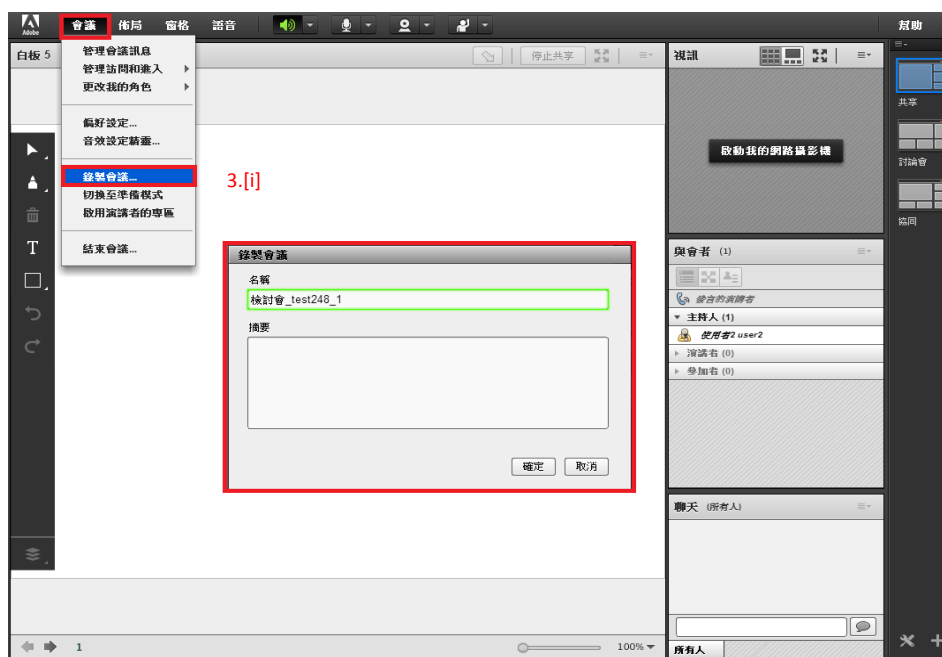 Adobe
會議 佈局 窗格 語音 幫助
白板 5
停止共享
視訊
管理會議訊息
管理訪問和進入
更改我的角色
偏好設定...
音效設定精靈...
錄製會議...
切換至準備模式
啟用演講者的專區
結束會議...
3.[i]
錄製會議
名稱
檢討會_test248_1
摘要
確定 取消
啟動我的網路攝影機
與會者 (1)
發言的演講者
主持人 (1)
使用者2 user2
演講者 (0)
參加者 (0)
聊天 (所有人)
所有人
共享
討論會
協同
T
1
100%